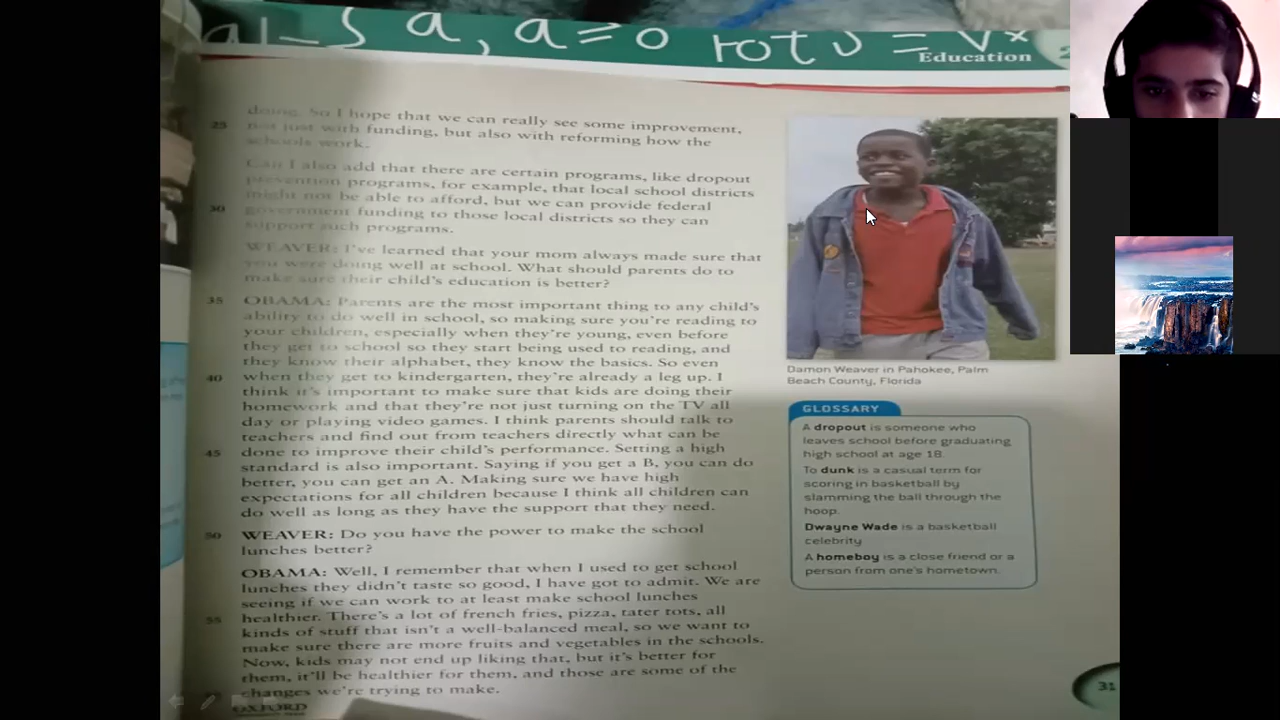 a, a=0
Education
doing. So I hope that we can really see some improvement,
25 not just with funding, but also with reforming how the
schools work.
Can I also add that there are certain programs, like dropout
prevention programs, for example, that local school districts
might not be able to afford, but we can provide federal
30 government funding to those local districts so they can
support such programs.
WEAVER: I've learned that your mom always made sure that
you were doing well at school. What should parents do to
make sure their child's education is better?
35 OBAMA: Parents are the most important thing to any child's
ability to do well in school, so making sure you're reading to
your children, especially when they're young, even before
they get to school so they start being used to reading, and
they know their alphabet, they know the basics. So even
40 when they get to kindergarten, they're already a leg up. I
think it's important to make sure that kids are doing their
homework and that they're not just turning on the TV all
day or playing video games. I think parents should talk to
teachers and find out from teachers directly what can be
45 done to improve their child's performance. Setting a high
standard is also important. Saying if you get a B, you can do
better, you can get an A. Making sure we have high
expectations for all children because I think all children can
do well as long as they have the support that they need.
50 WEAVER: Do you have the power to make the school
lunches better?
OBAMA: Well, I remember that when I used to get school
lunches they didn't taste so good, I have got to admit. We are
seeing if we can work to at least make school lunches
55 healthier. There's a lot of french fries, pizza, tater tots, all
kinds of stuff that isn't a well-balanced meal, so we want to
make sure there are more fruits and vegetables in the schools.
Now, kids may not end up liking that, but it's better for
them, it'll be healthier for them, and those are some of the
changes we're trying to make.
OXFORD
Damon Weaver in Pahokee, Palm
Beach County, Florida
GLOSSARY
A dropout is someone who
leaves school before graduating
high school at age 18.
To dunk is a casual term for
scoring in basketball by
slamming the ball through the
hoop.
Dwayne Wade is a basketball
celebrity
A homeboy is a close friend or a
person from one's hometown.
31